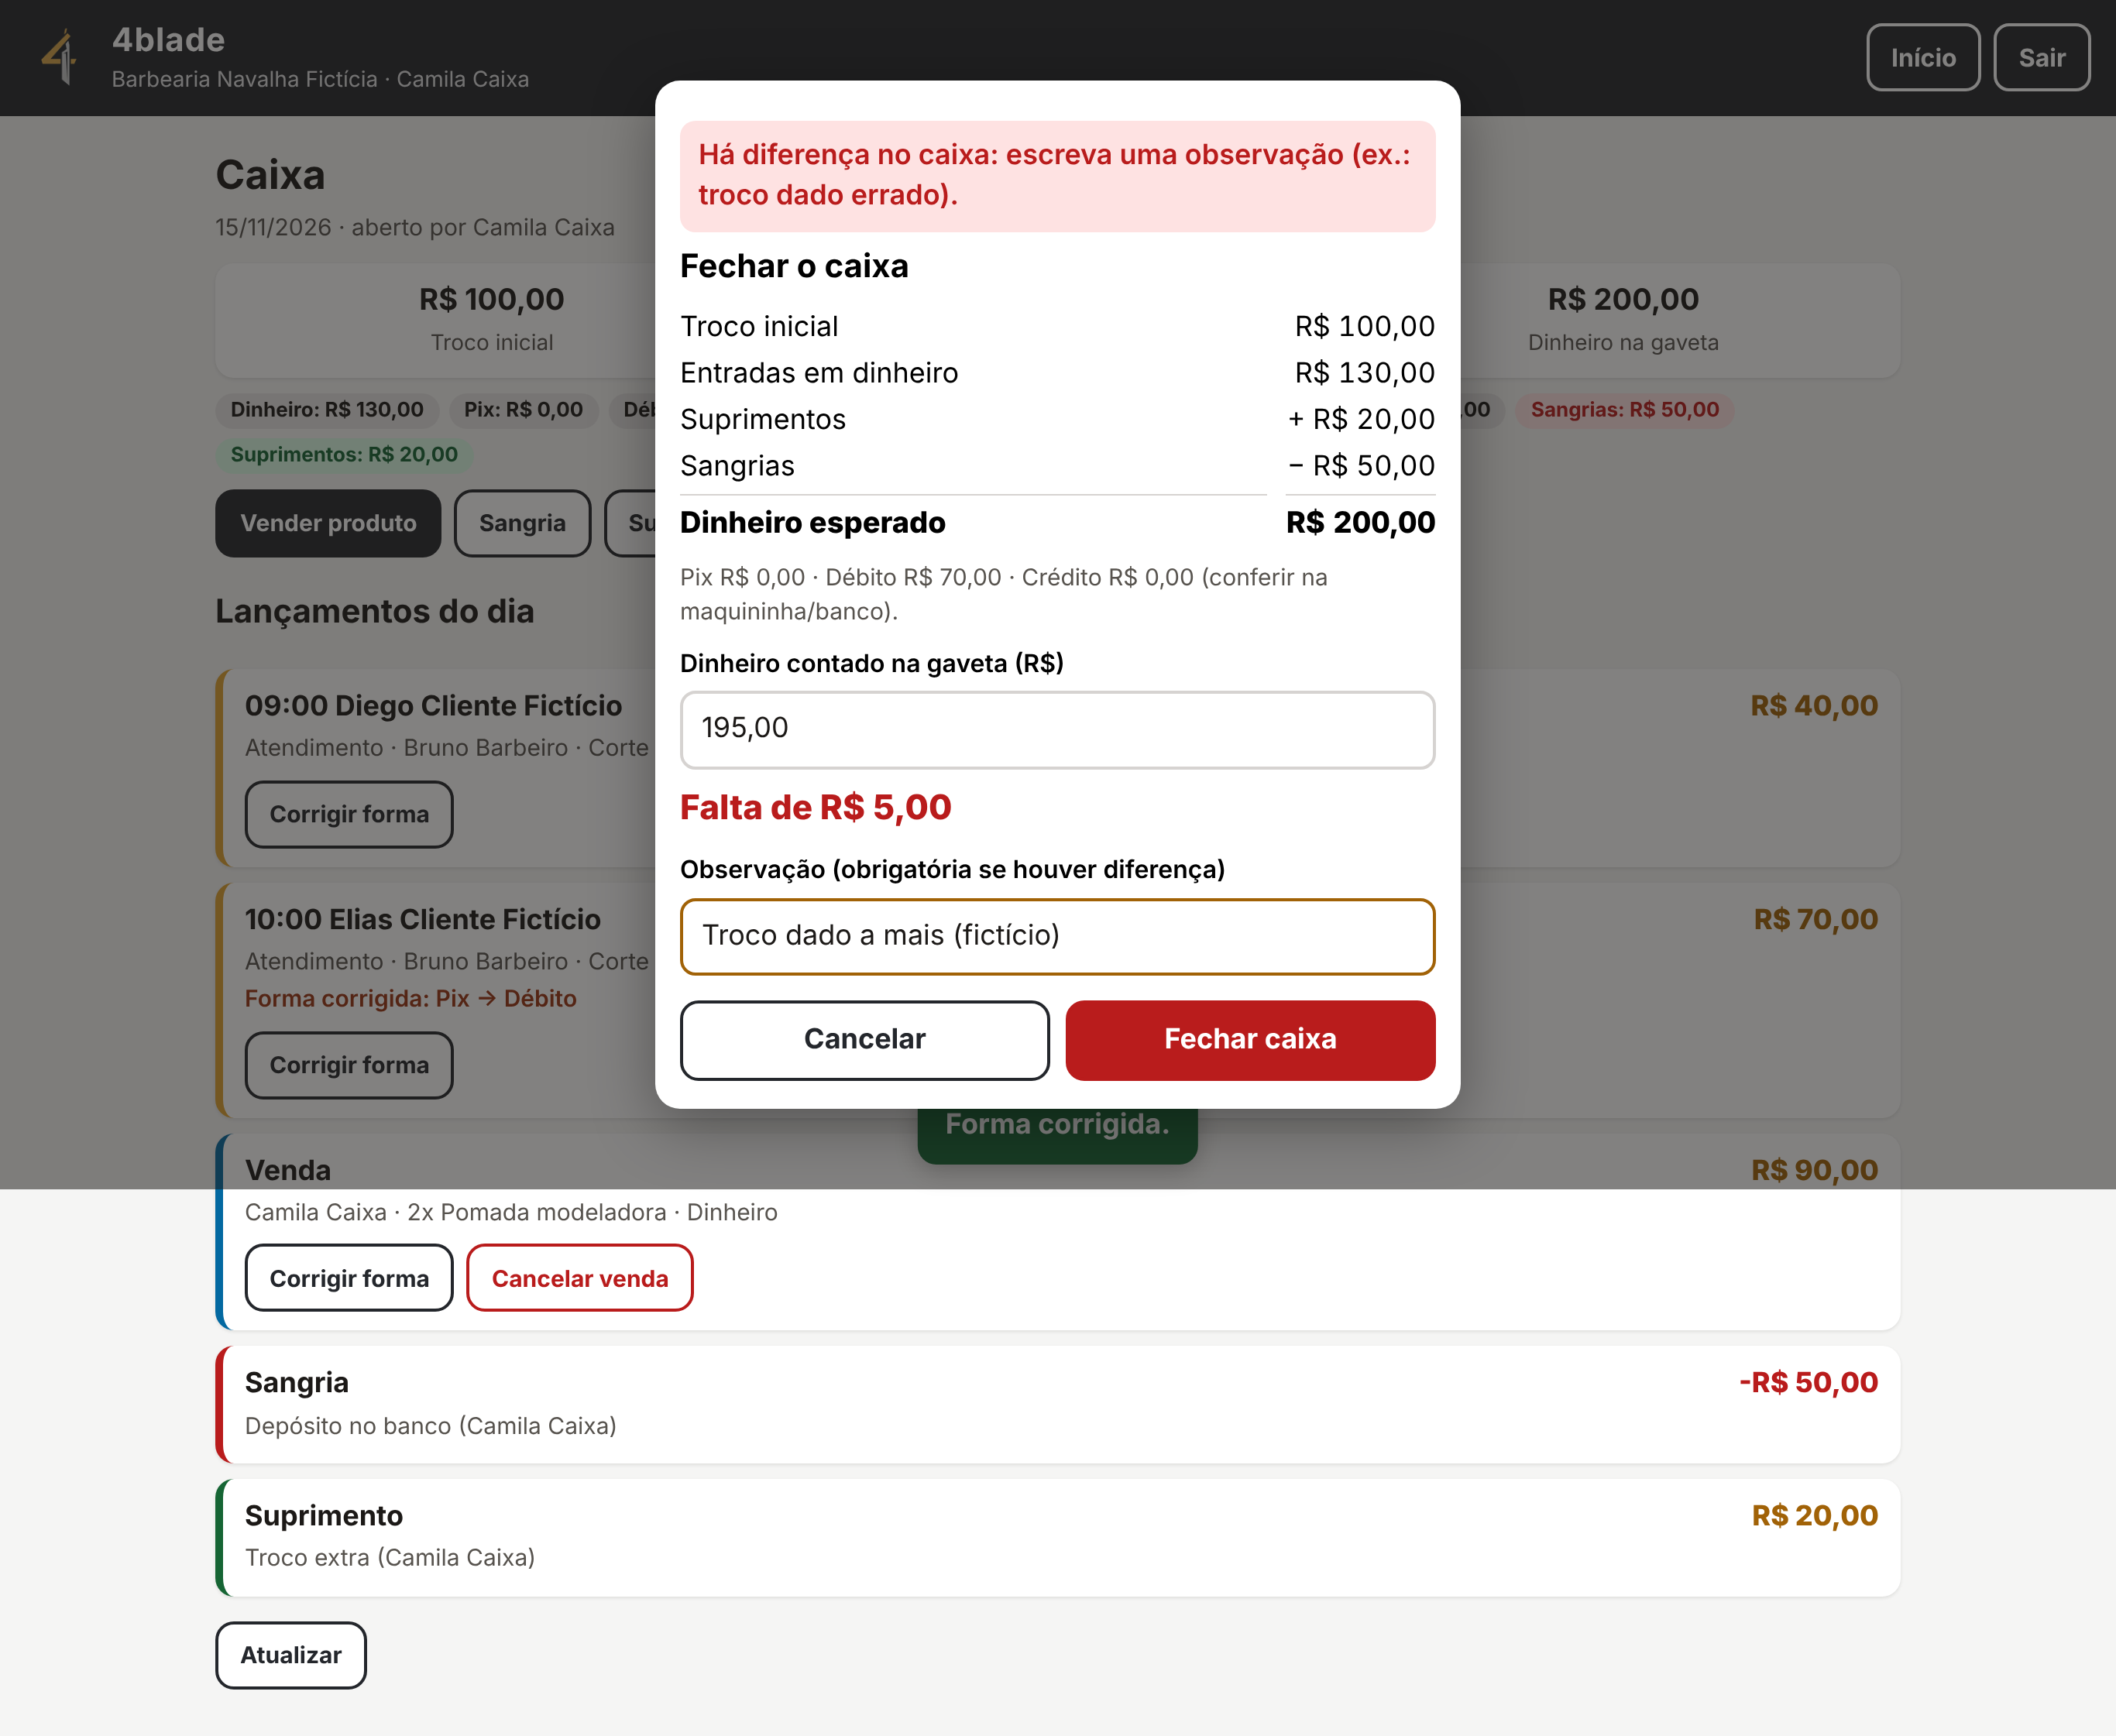 4blade
Barbearia Navalha Fictícia · Camila Caixa
Início
Sair
Caixa
15/11/2026 · aberto por Camila Caixa
R$ 100,00
Troco inicial
R$ 200,00
Dinheiro na gaveta
Dinheiro: R$ 130,00
Pix: R$ 0,00
Sangrias: R$ 50,00
Suprimentos: R$ 20,00
Vender produto
Sangria
Lançamentos do dia
09:00 Diego Cliente Fictício
R$ 40,00
Atendimento · Bruno Barbeiro · Corte
Corrigir forma
10:00 Elias Cliente Fictício
R$ 70,00
Atendimento · Bruno Barbeiro · Corte
Forma corrigida: Pix → Débito
Corrigir forma
Há diferença no caixa: escreva uma observação (ex.:
troco dado errado).
Fechar o caixa
Troco inicial R$ 100,00
Entradas em dinheiro R$ 130,00
Suprimentos + R$ 20,00
Sangrias − R$ 50,00
Dinheiro esperado R$ 200,00
Pix R$ 0,00 · Débito R$ 70,00 · Crédito R$ 0,00 (conferir na
maquininha/banco).
Dinheiro contado na gaveta (R$)
195,00
Falta de R$ 5,00
Observação (obrigatória se houver diferença)
Troco dado a mais (fictício)
Cancelar
Fechar caixa
Forma corrigida.
Venda
R$ 90,00
Camila Caixa · 2x Pomada modeladora · Dinheiro
Corrigir forma
Cancelar venda
Sangria
-R$ 50,00
Depósito no banco (Camila Caixa)
Suprimento
R$ 20,00
Troco extra (Camila Caixa)
Atualizar